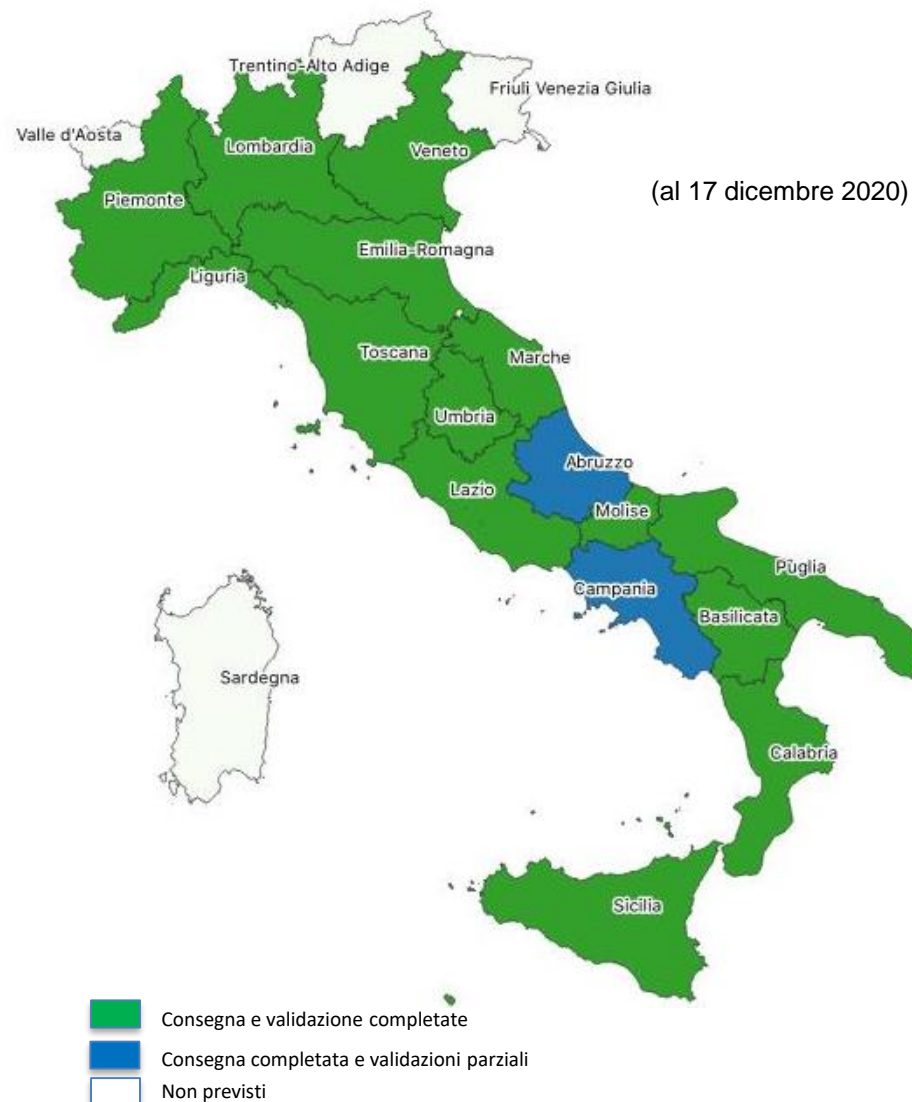 Trentino-Alto Adige
Friuli Venezia Giulia
Valle d'Aosta
Lombardia
Veneto
(al 17 dicembre 2020)
Piemonte
Emilia-Romagna
Liguria
Toscana
Marche
Umbria
Abruzzo
Lazio
Molise
Puglia
Campania
Basilicata
Sardegna
Calabria
Sicilia
Consegna e validazione completate
Consegna completata e validazioni parziali
Non previsti